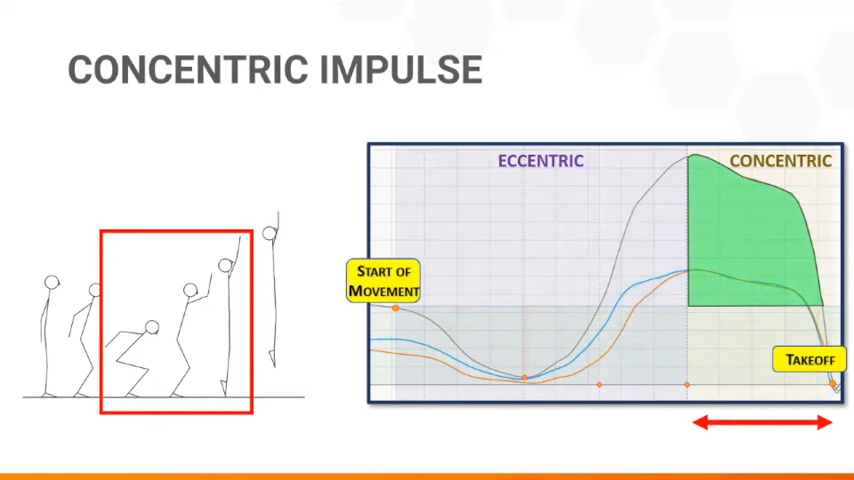 CONCENTRIC IMPULSE
ECCENTRIC
CONCENTRIC
START OF
MOVEMENT
TAKEOFF